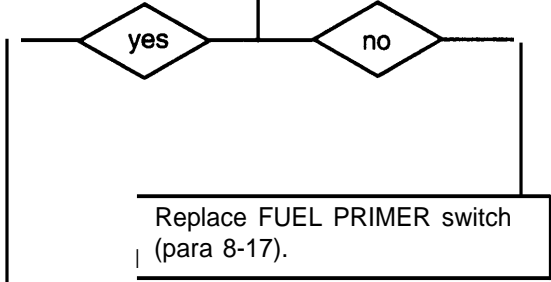 yes
no
Replace FUEL PRIMER switch
(para 8-17).